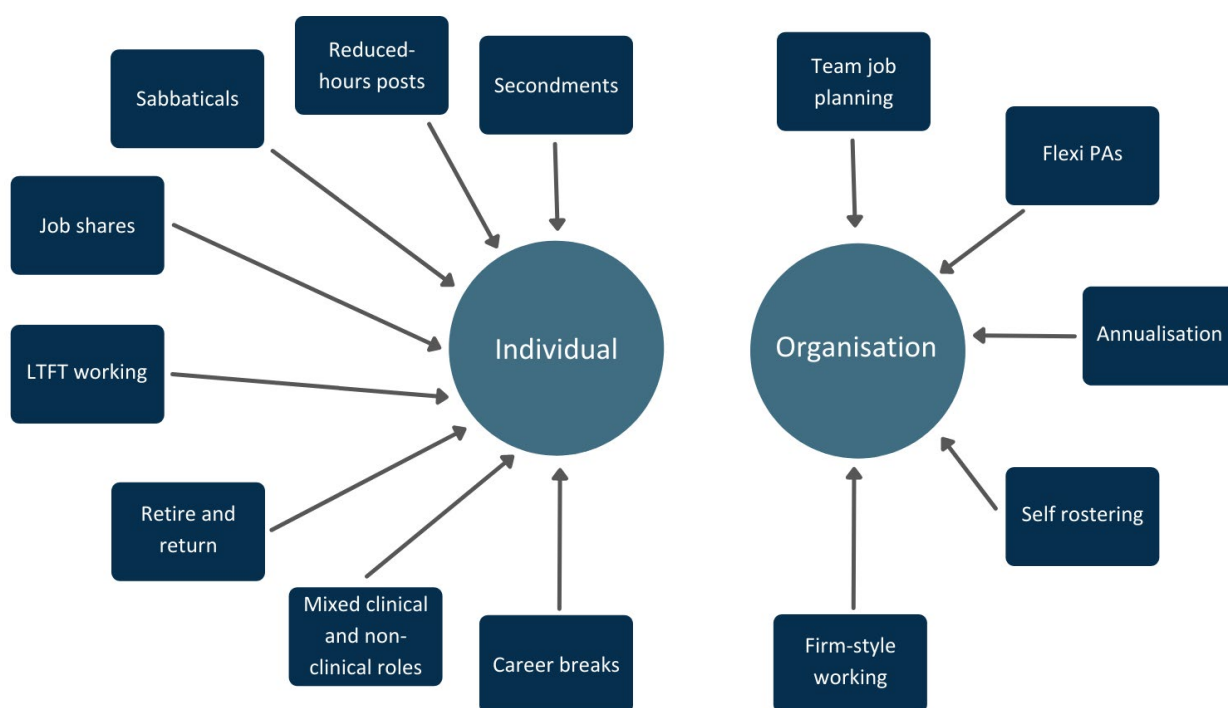 Reduced-
hours posts
Secondments
Sabbaticals
Job shares
LTFT working
Retire and
return
Mixed clinical
and non-
clinical roles
Career breaks
Individual
Team job
planning
Flexi PAs
Annualisation
Self rostering
Firm-style
working
Organisation